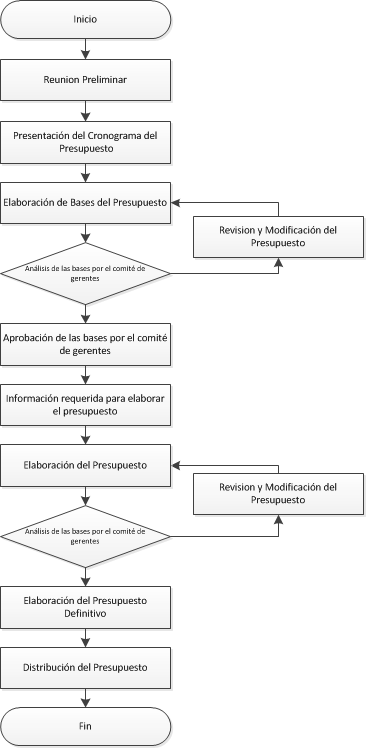 Inicio
Reunion Preliminar
Presentación del Cronograma del
Presupuesto
Elaboración de Bases del Presupuesto
Revision y Modificación del
Presupuesto
Análisis de las bases por el comité de
gerentes
Aprobación de las bases por el comité
de gerentes
Información requerida para elaborar
el presupuesto
Elaboración del Presupuesto
Revision y Modificación del
Presupuesto
Análisis de las bases por el comité de
gerentes
Elaboración del Presupuesto
Definitivo
Distribución del Presupuesto
Fin